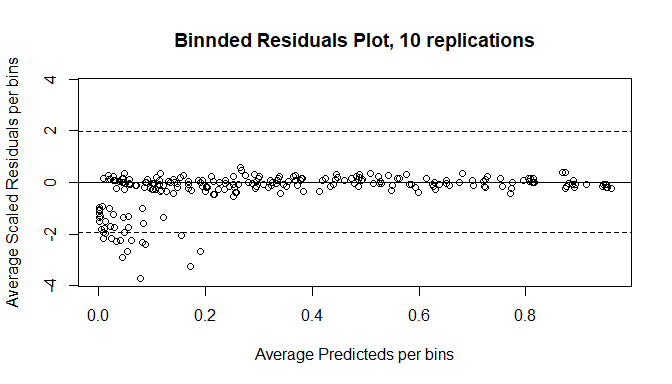 Binnded Residuals Plot, 10 replications
Average Scaled Residuals per bins
4
2
0
-2
-4
0.0 0.2 0.4 0.6 0.8
Average Predicteds per bins